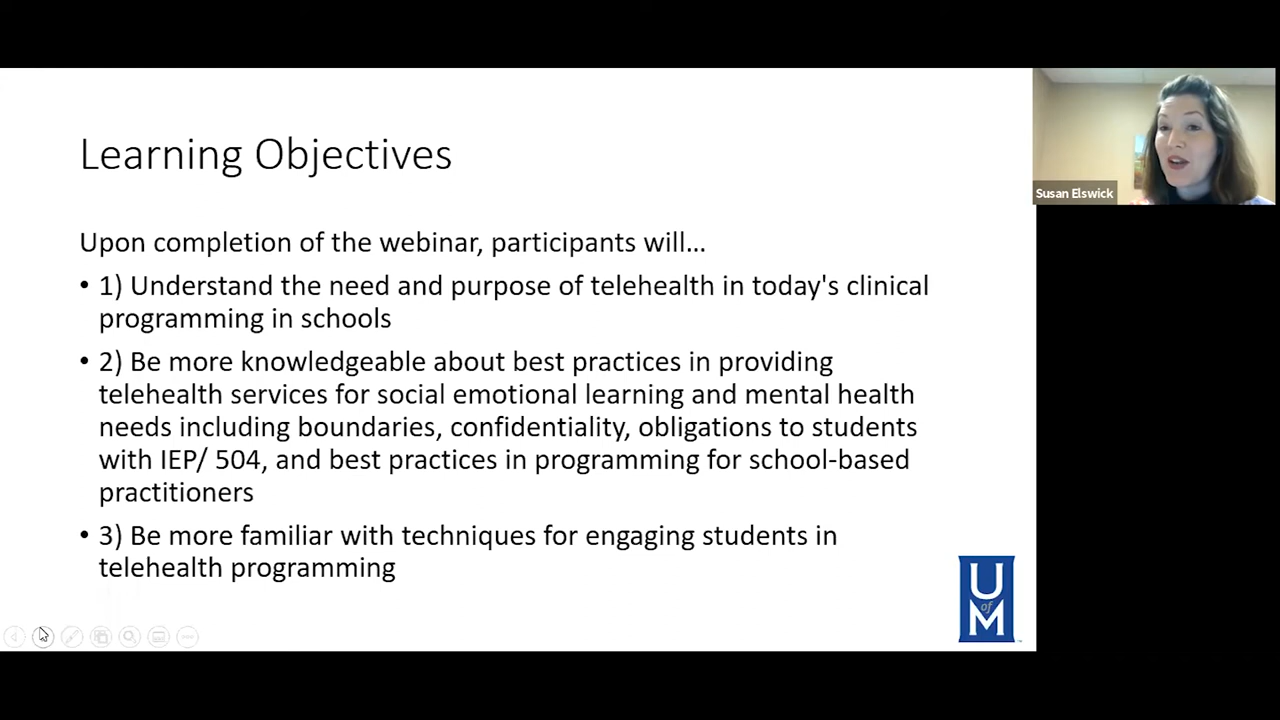 Learning Objectives
Susan Elswick
Upon completion of the webinar, participants will...
• 1) Understand the need and purpose of telehealth in today's clinical
programming in schools
• 2) Be more knowledgeable about best practices in providing
telehealth services for social emotional learning and mental health
needs including boundaries, confidentiality, obligations to students
with IEP/ 504, and best practices in programming for school-based
practitioners
• 3) Be more familiar with techniques for engaging students in
telehealth programming
U
of
M